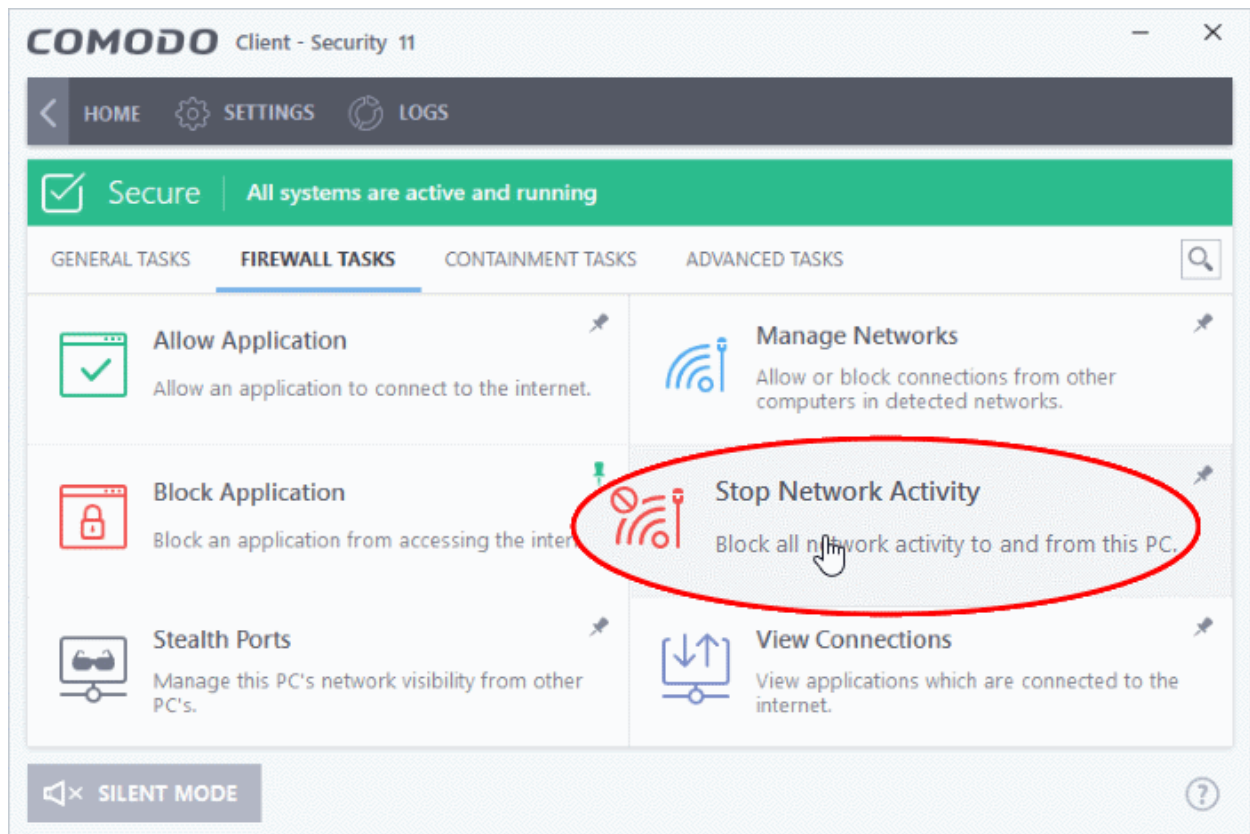 COMODO Client - Security 11
HOME SETTINGS LOGS
Secure All systems are active and running
GENERAL TASKS FIREWALL TASKS CONTAINMENT TASKS ADVANCED TASKS
Allow Application
Allow an application to connect to the internet.
Manage Networks
Allow or block connections from other
computers in detected networks.
Block Application
Block an application from accessing the inter
Stop Network Activity
Block all network activity to and from this PC.
Stealth Ports
Manage this PC's network visibility from other
PC's.
View Connections
View applications which are connected to the
internet.
SILENT MODE
?